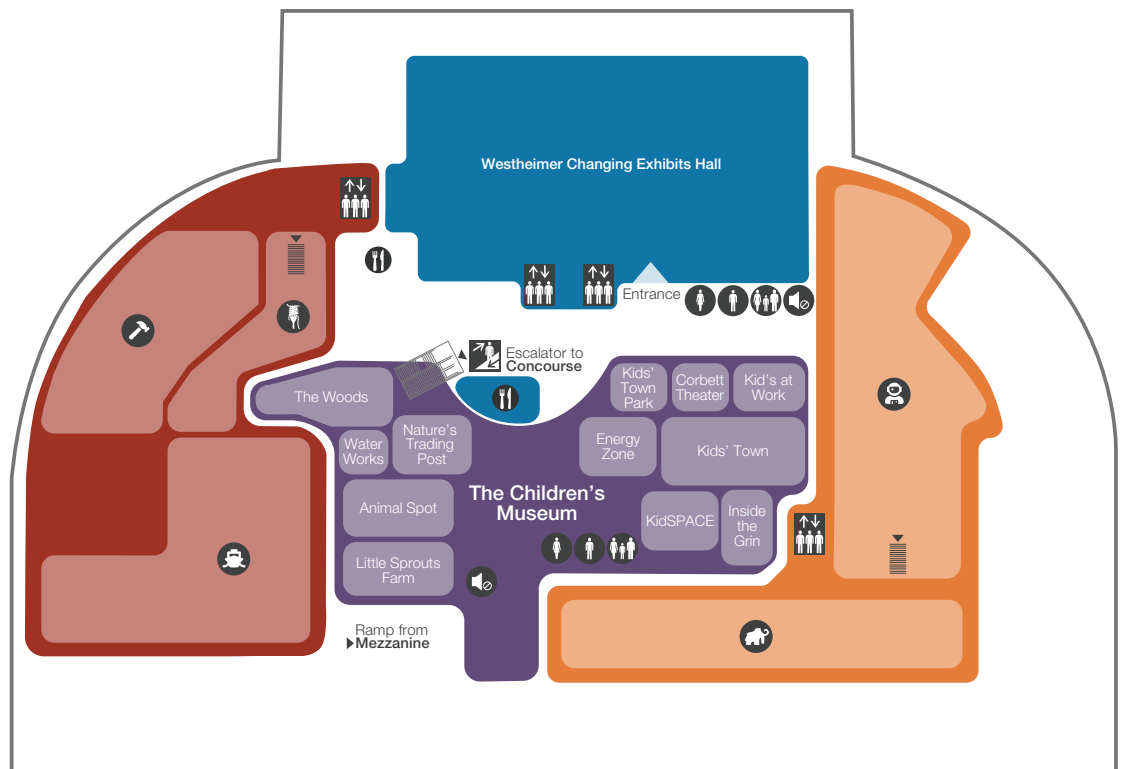 Westheimer Changing Exhibits Hall
Entrance
Escalator to
Concourse
The Woods
Water
Works
Nature's
Trading
Post
Animal Spot
Little Sprouts
Farm
The Children's
Museum
Kids'
Town
Park
Corbett
Theater
Kid's at
Work
Energy
Zone
Kids' Town
KidSPACE
Inside
the
Grin
Ramp from
Mezzanine